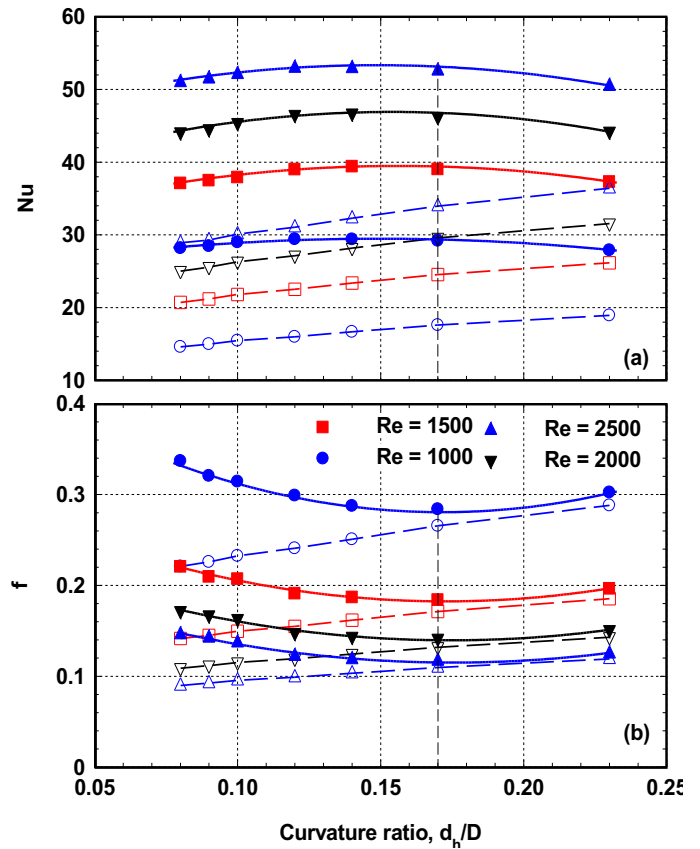 60
50
40
Nu
30
20
10
(a)
0.4
Re = 1500
Re = 2500
Re = 1000
Re = 2000
0.3
f
0.2
0.1
(b)
0
0.05
0.10
0.15
0.20
0.25
Curvature ratio, d_h/D